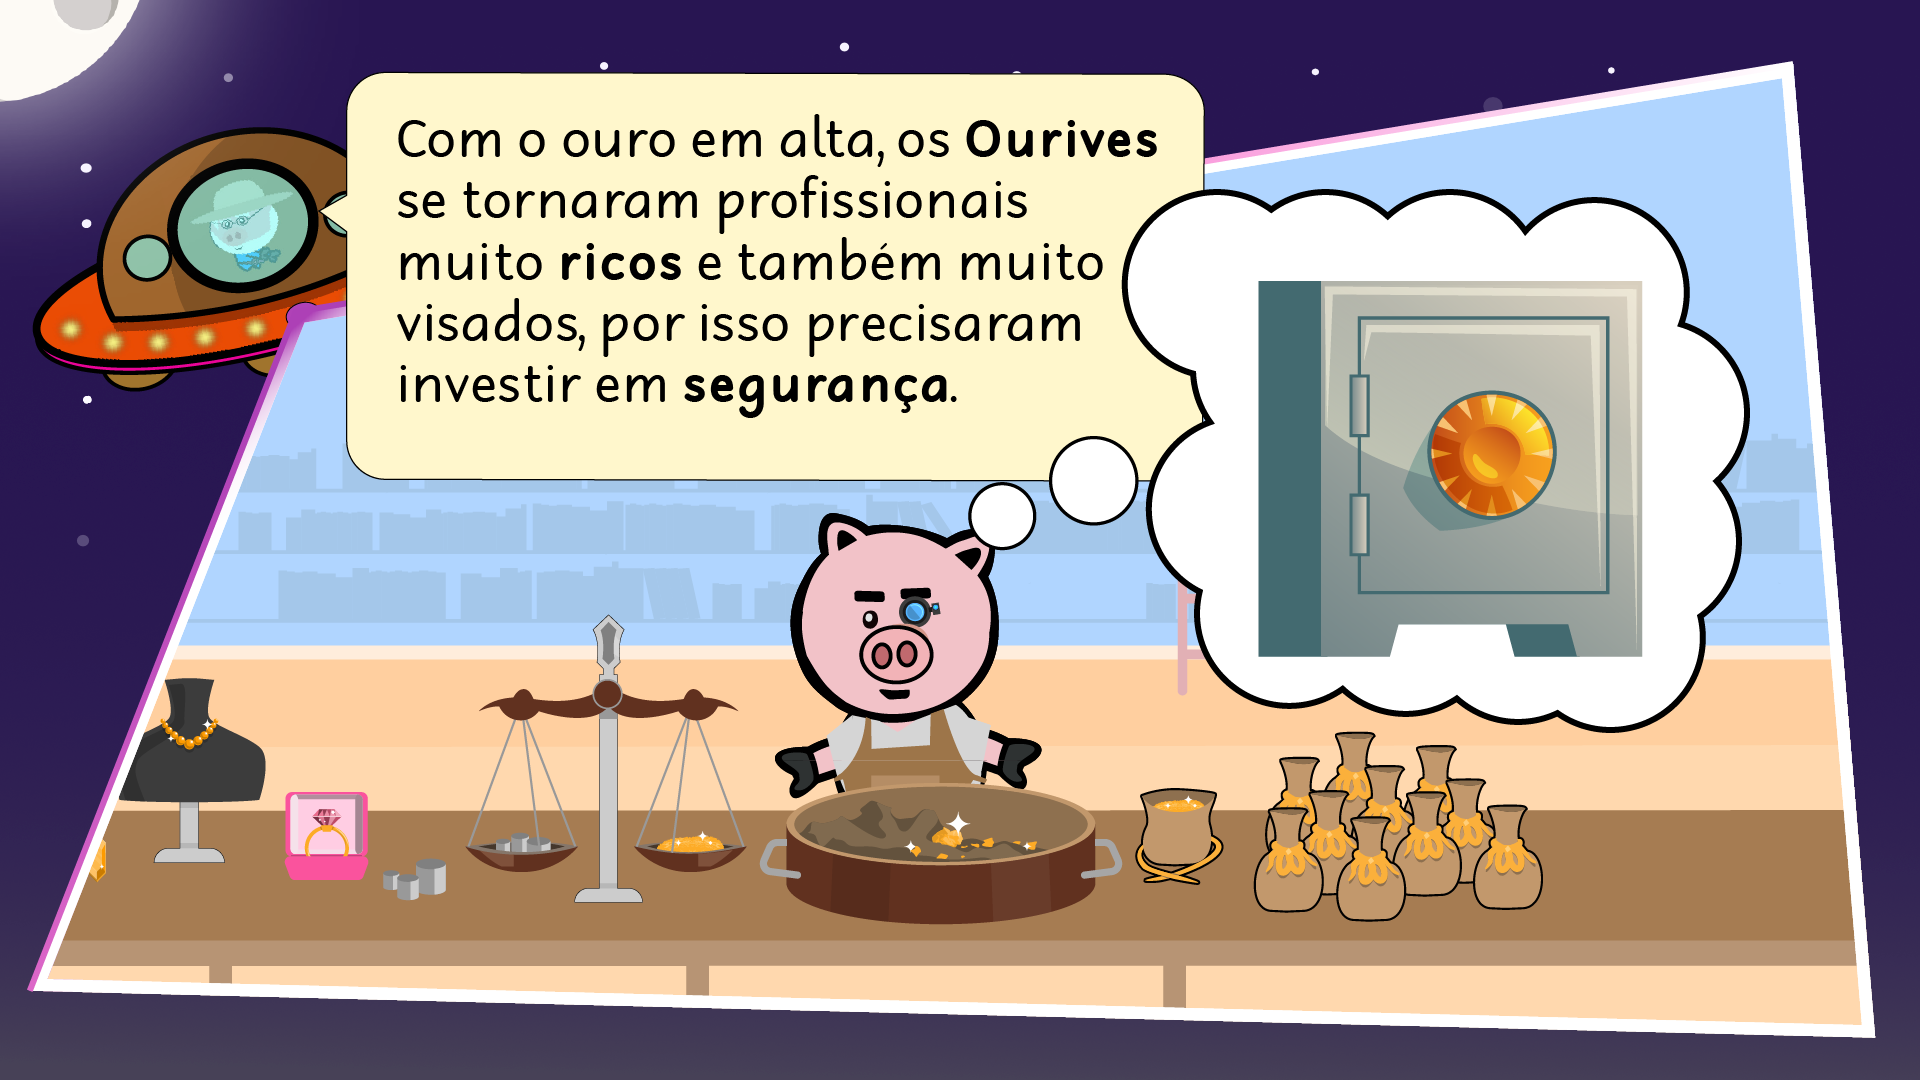 Com o ouro em alta, os Ourives
se tornaram profissionais
muito ricos e também muito
visados, por isso precisaram
investir em segurança.